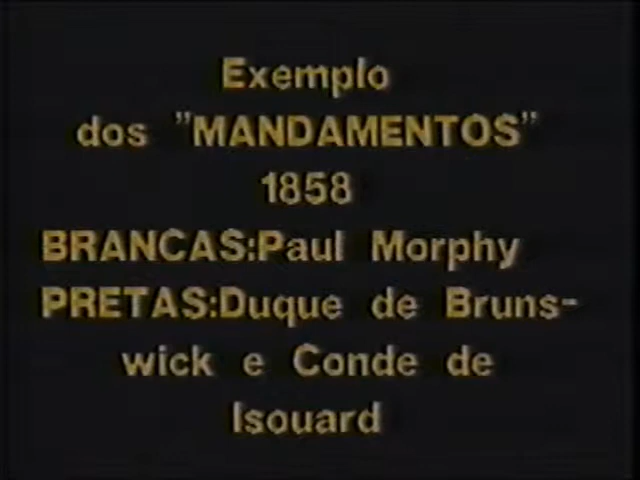 Exemplo
dos "MANDAMENTOS"
1858
BRANCAS:Paul Morphy
PRETAS:Duque de Bruns-
wick e Conde de
Isouard